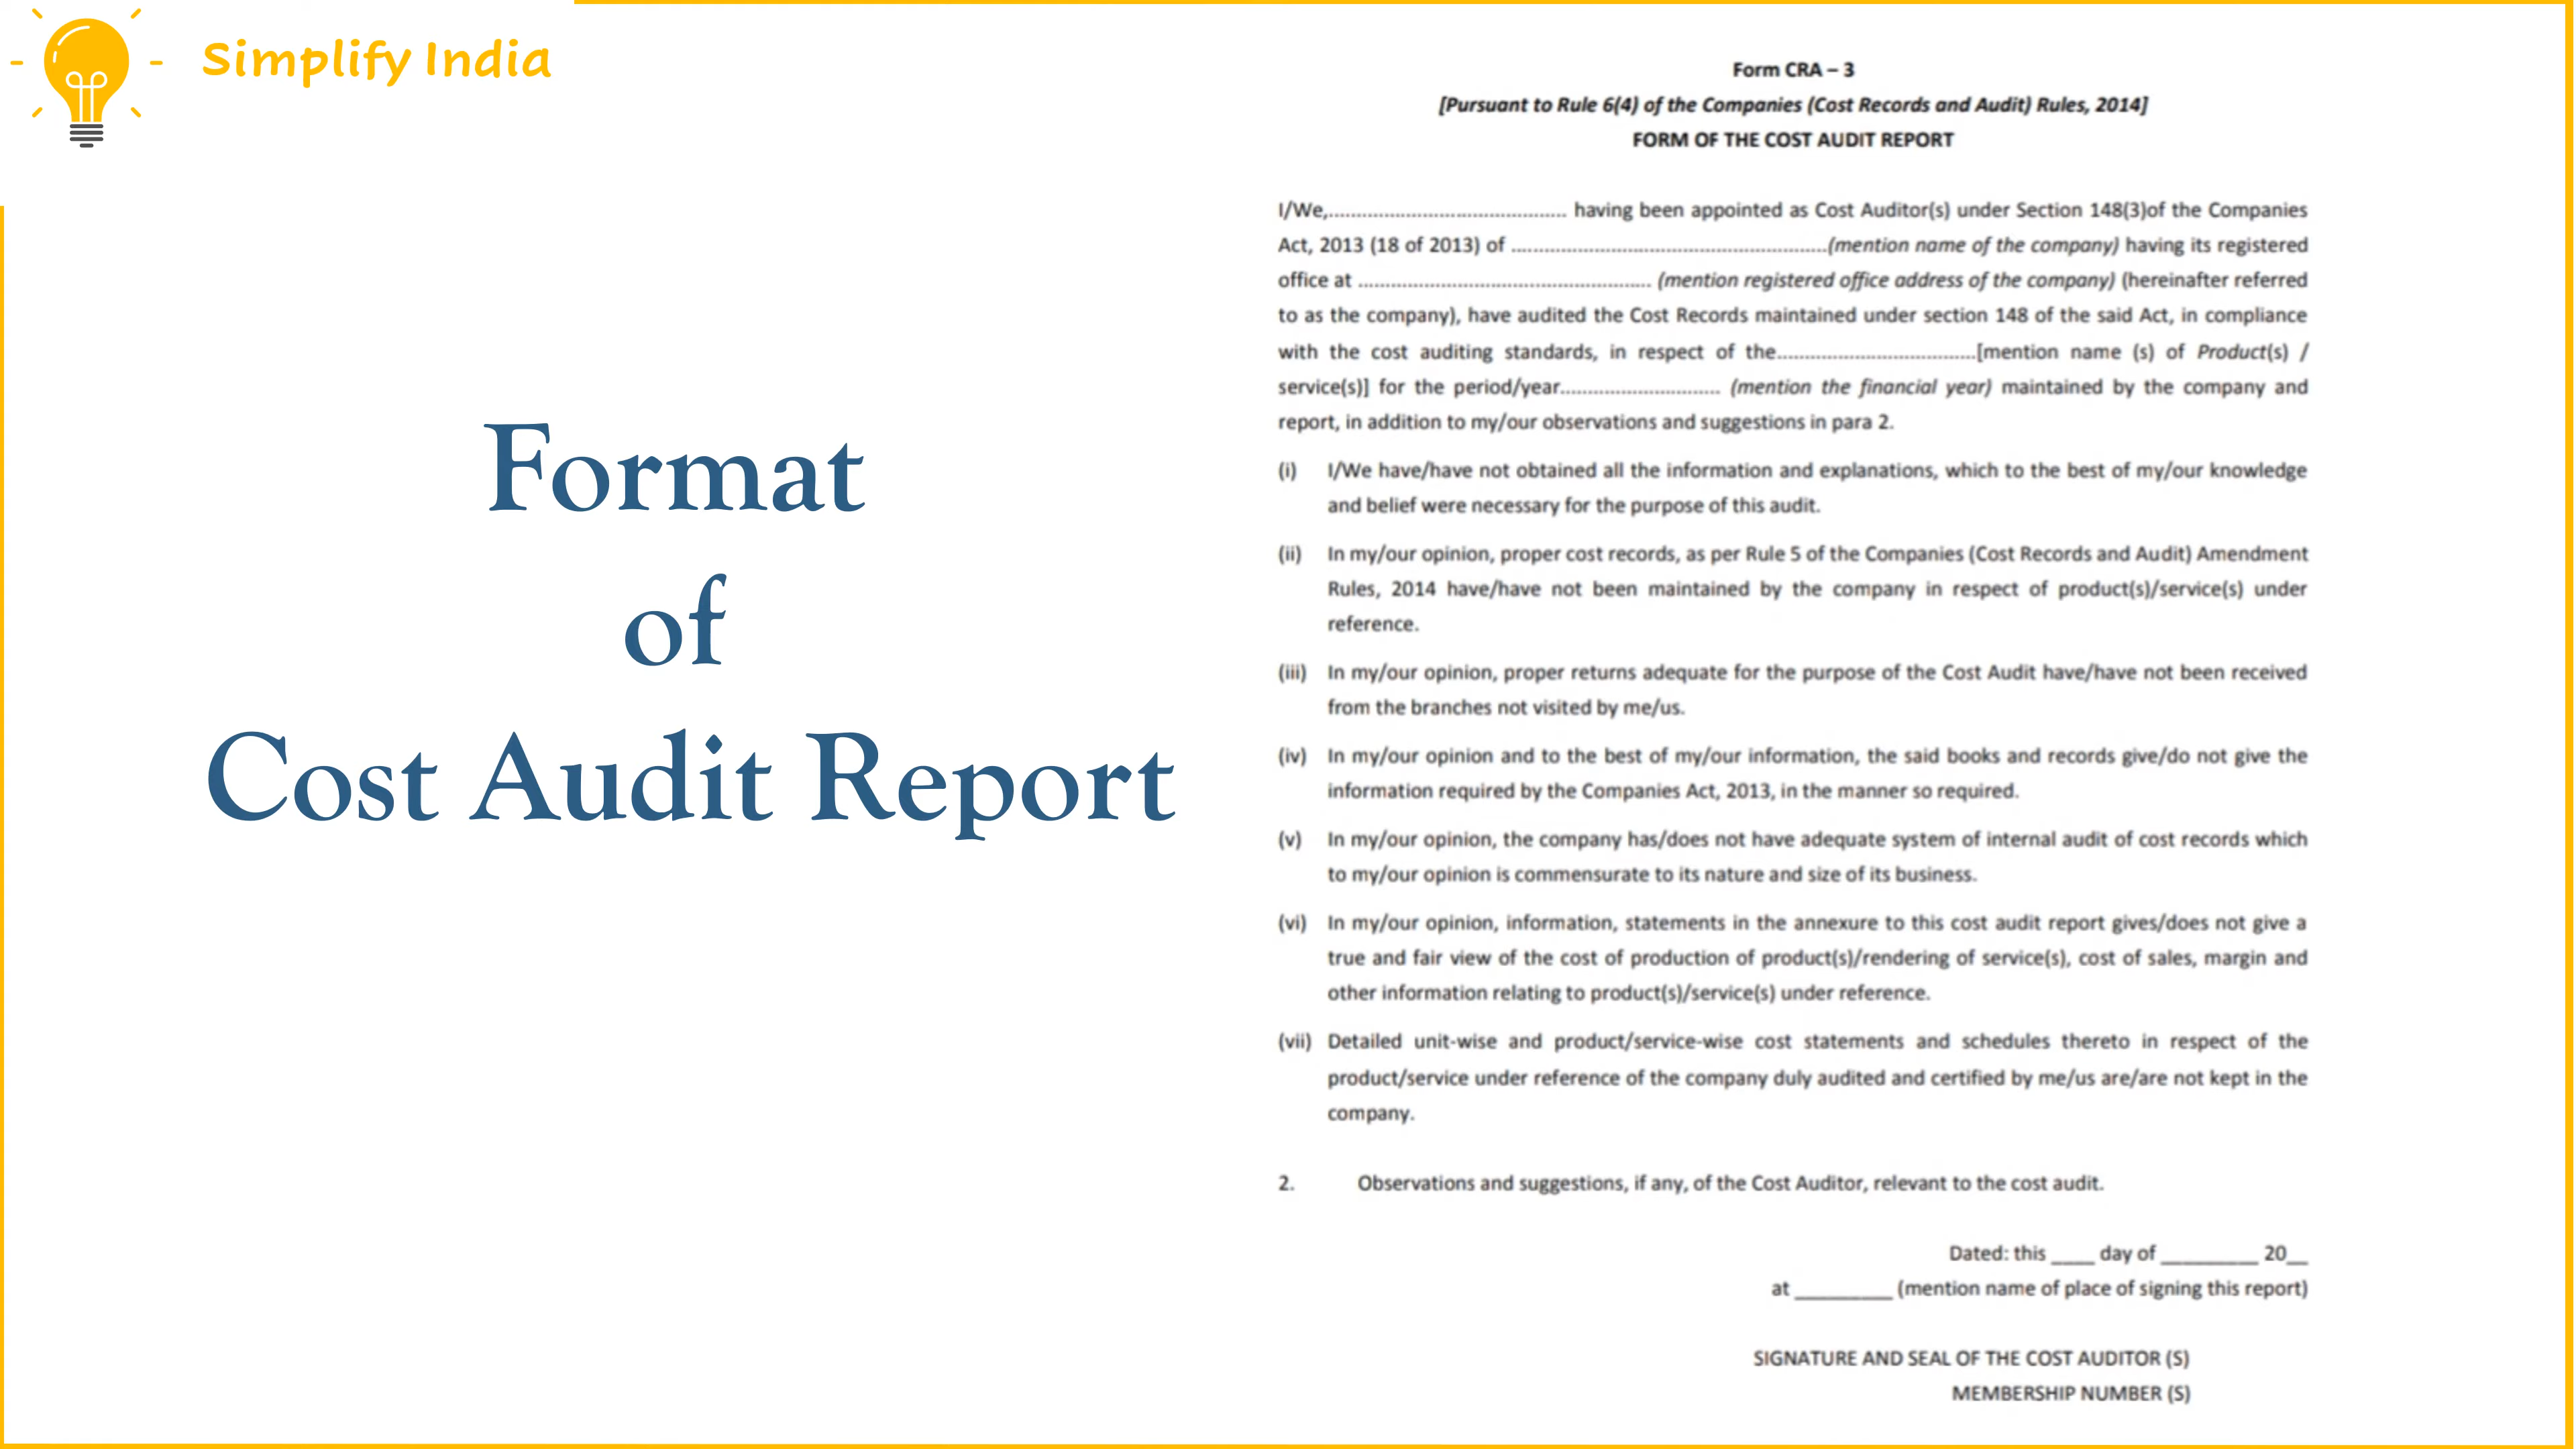 Simplify India
Format
of
Cost Audit Report
Form CRA – 3
[Pursuant to Rule 6(4) of the Companies (Cost Records and Audit) Rules, 2014]
FORM OF THE COST AUDIT REPORT
I/We,.......................................... having been appointed as Cost Auditor(s) under Section 148(3)of the Companies
Act, 2013 (18 of 2013) of ........................................................(mention name of the company) having its registered
office at .................................................... (mention registered office address of the company) (hereinafter referred
to as the company), have audited the Cost Records maintained under section 148 of the said Act, in compliance
with the cost auditing standards, in respect of the...................................[mention name (s) of Product(s) /
service(s)] for the period/year............................ (mention the financial year) maintained by the company and
report, in addition to my/our observations and suggestions in para 2.
(i) I/We have/have not obtained all the information and explanations, which to the best of my/our knowledge
and belief were necessary for the purpose of this audit.
(ii) In my/our opinion, proper cost records, as per Rule 5 of the Companies (Cost Records and Audit) Amendment
Rules, 2014 have/have not been maintained by the company in respect of product(s)/service(s) under
reference.
(iii) In my/our opinion, proper returns adequate for the purpose of the Cost Audit have/have not been received
from the branches not visited by me/us.
(iv) In my/our opinion and to the best of my/our information, the said books and records give/do not give the
information required by the Companies Act, 2013, in the manner so required.
(v) In my/our opinion, the company has/does not have adequate system of internal audit of cost records which
to my/our opinion is commensurate to its nature and size of its business.
(vi) In my/our opinion, information, statements in the annexure to this cost audit report gives/does not give a
true and fair view of the cost of production of product(s)/rendering of service(s), cost of sales, margin and
other information relating to product(s)/service(s) under reference.
(vii) Detailed unit-wise and product/service-wise cost statements and schedules thereto in respect of the
product/service under reference of the company duly audited and certified by me/us are/are not kept in the
company.
2. Observations and suggestions, if any, of the Cost Auditor, relevant to the cost audit.
Dated: this ____ day of _________ 20__
at _________ (mention name of place of signing this report)
SIGNATURE AND SEAL OF THE COST AUDITOR (S)
MEMBERSHIP NUMBER (S)